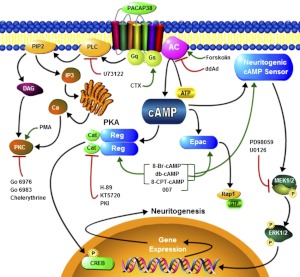 PACAP38
PIP2
PLC
AC
Gq
Gs
Forskolin
ddAd
Neuritogenic
cAMP Sensor
U73122
IP3
DAG
CTX
ATP
cAMP
Ca
PKA
Cat
Reg
Cat
Reg
PMA
PKC
Epac
Go 6976
Go 6983
Chelerythrine
8-Br-cAMP
db-cAMP
8-CPT-cAMP
007
PD98059
U0126
H-89
KT5720
PKI
Rap1
GTP
P
MEK1/2
Neuritogenesis
P
ERK1/2
P
CREB
Gene
Expression